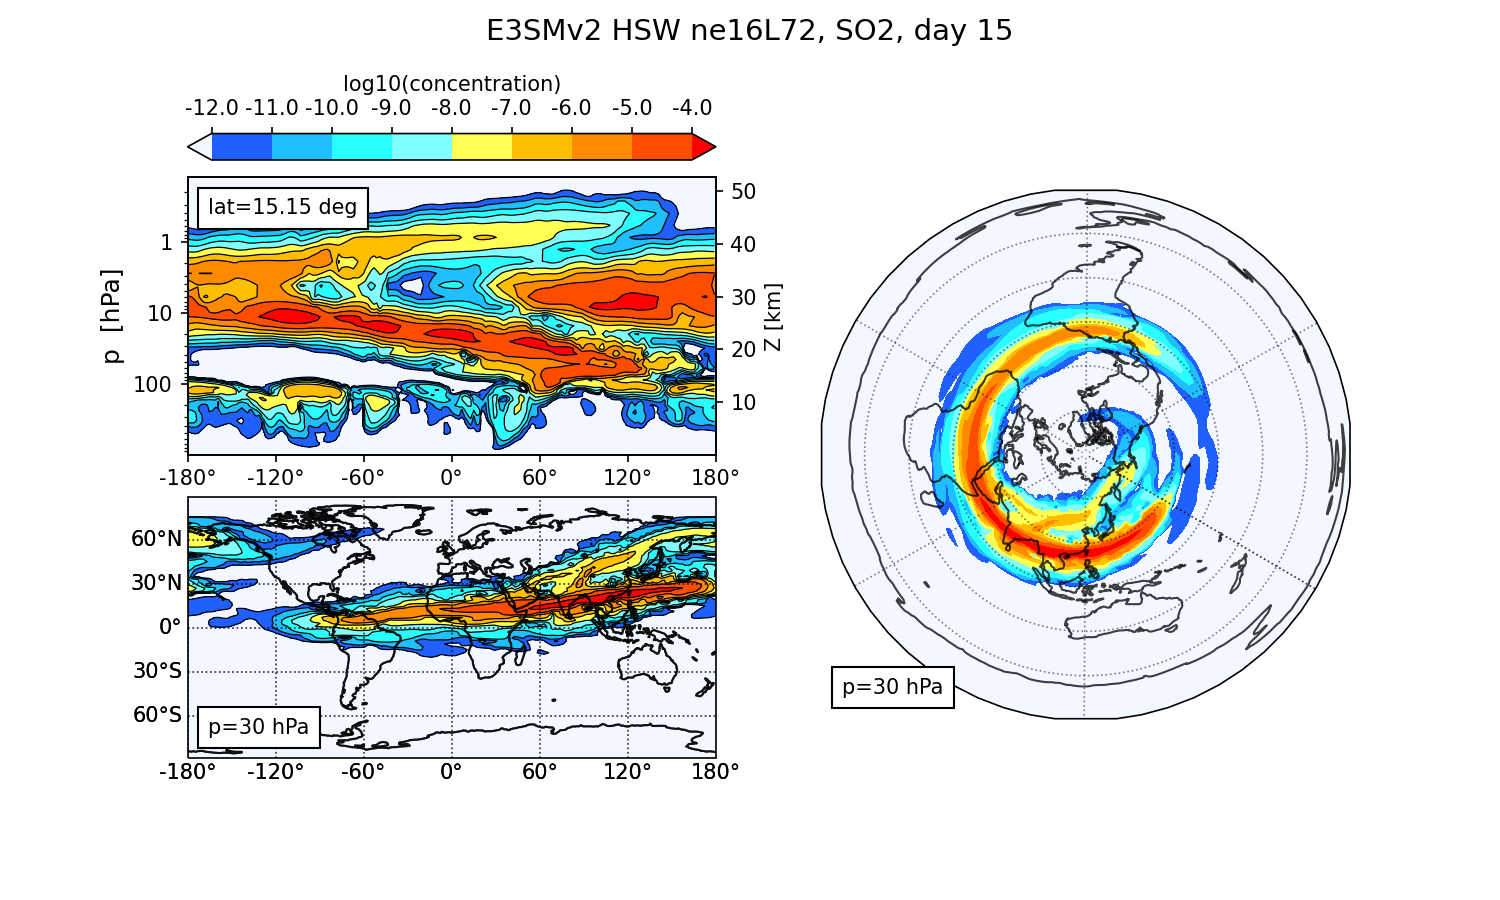 E3SMv2 HSW ne16L72, SO2, day 15
log10(concentration)
-12.0 -11.0 -10.0 -9.0 -8.0 -7.0 -6.0 -5.0 -4.0
lat=15.15 deg
p [hPa]
1
10
100
50
40
30
20
10
Z [km]
-180° -120° -60° 0° 60° 120° 180°
60°N
30°N
0°
30°S
60°S
p=30 hPa
-180° -120° -60° 0° 60° 120° 180°
p=30 hPa